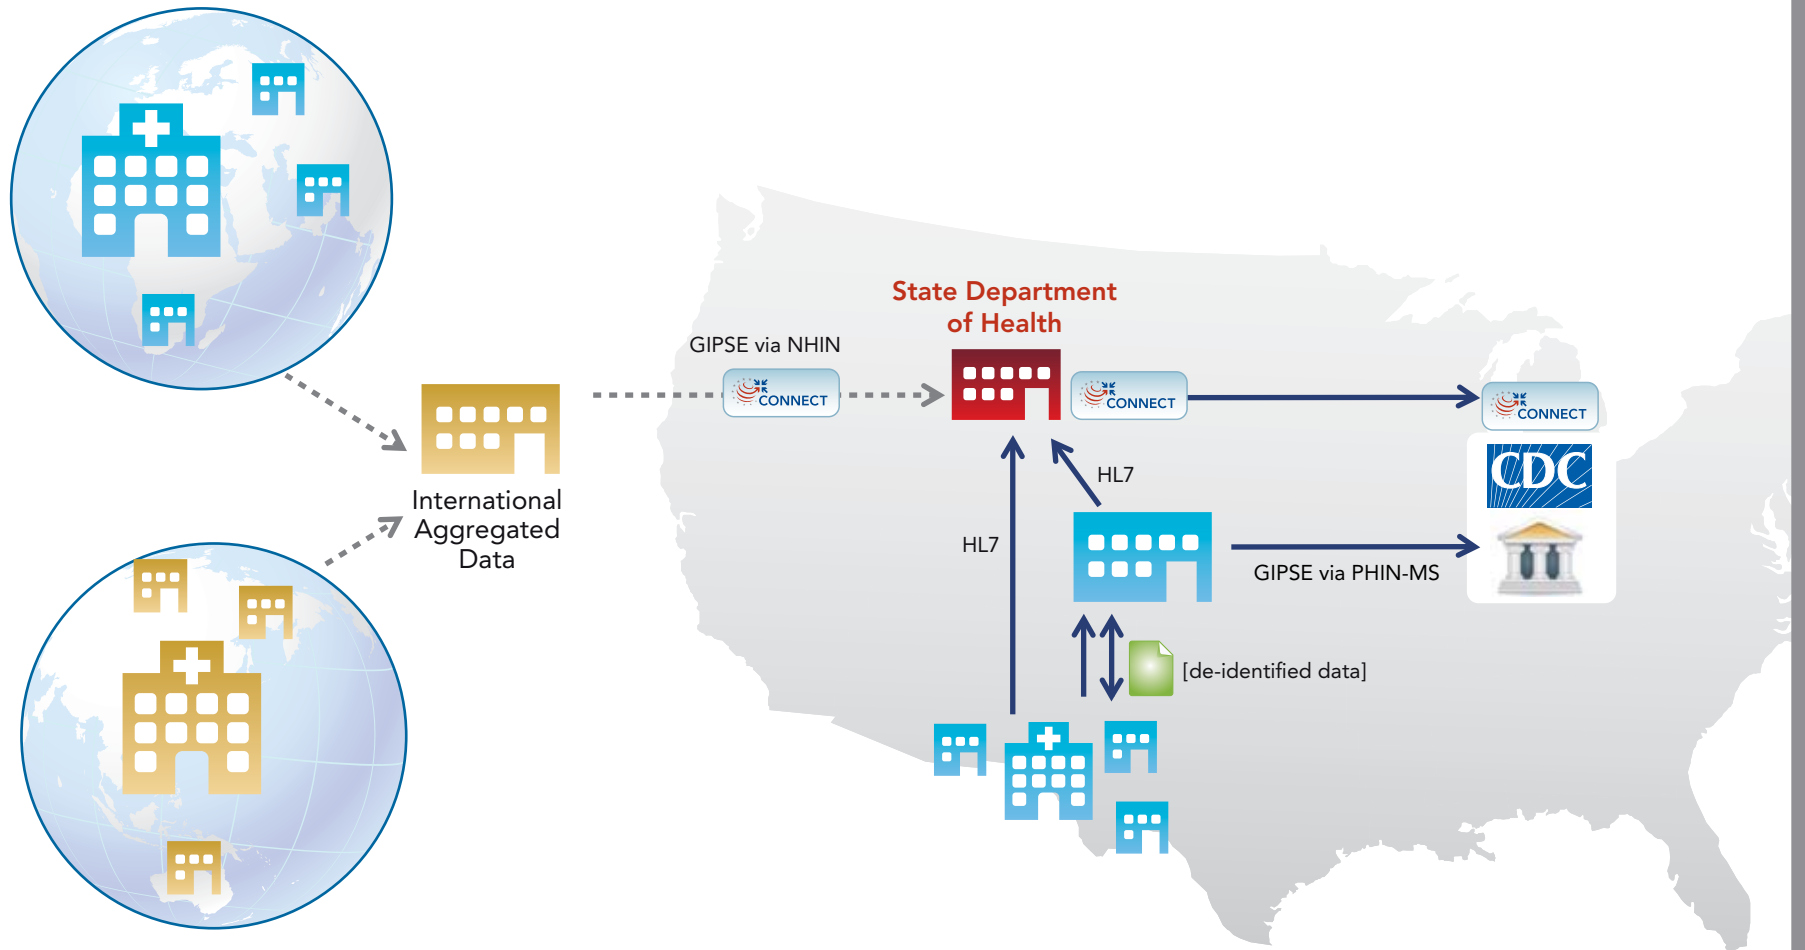 State Department
of Health
GIPSE via NHIN
CONNECT
CONNECT
CONNECT
CDC
HL7
International
Aggregated
Data
HL7
GIPSE via PHIN-MS
[de-identified data]